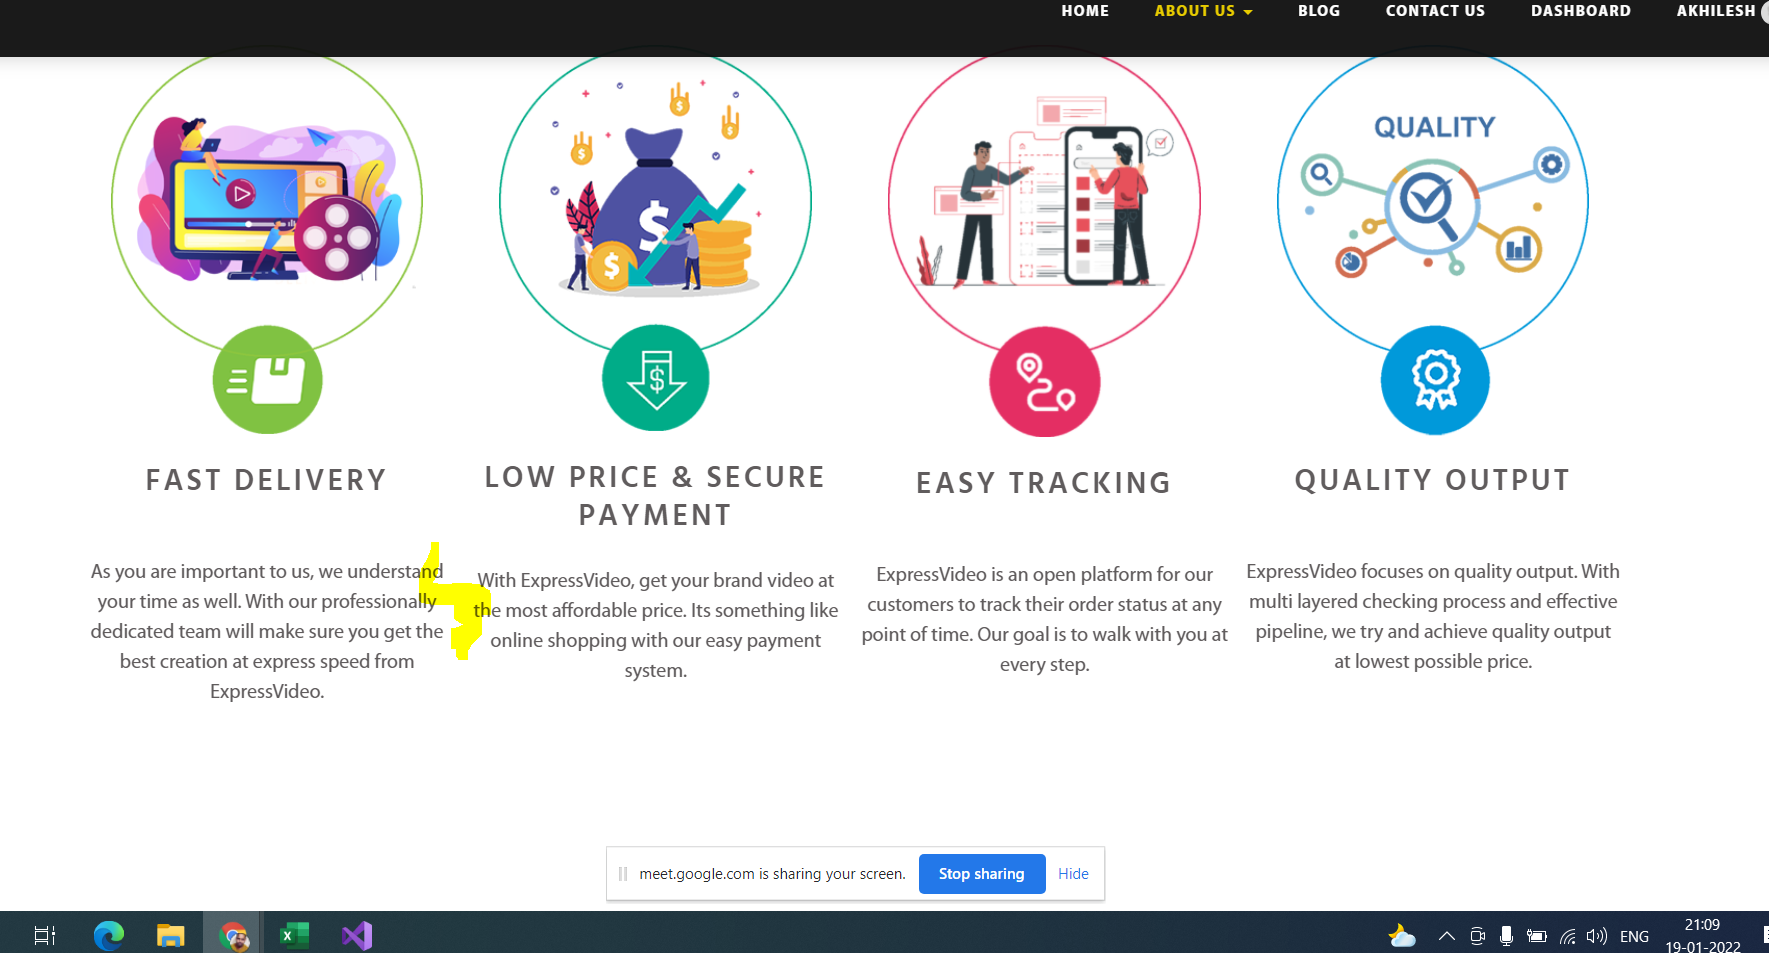 HOME ABOUT US BLOG CONTACT US DASHBOARD AKHILESH
QUALITY
FAST DELIVERY
As you are important to us, we understand
your time as well. With our professionally
dedicated team will make sure you get the
best creation at express speed from
ExpressVideo.
LOW PRICE & SECURE
PAYMENT
With ExpressVideo, get your brand video at
the most affordable price. Its something like
online shopping with our easy payment
system.
EASY TRACKING
ExpressVideo is an open platform for our
customers to track their order status at any
point of time. Our goal is to walk with you at
every step.
QUALITY OUTPUT
ExpressVideo focuses on quality output. With
multi layered checking process and effective
pipeline, we try and achieve quality output
at lowest possible price.
meet.google.com is sharing your screen. Stop sharing Hide
ENG
21:09
19-01-2022